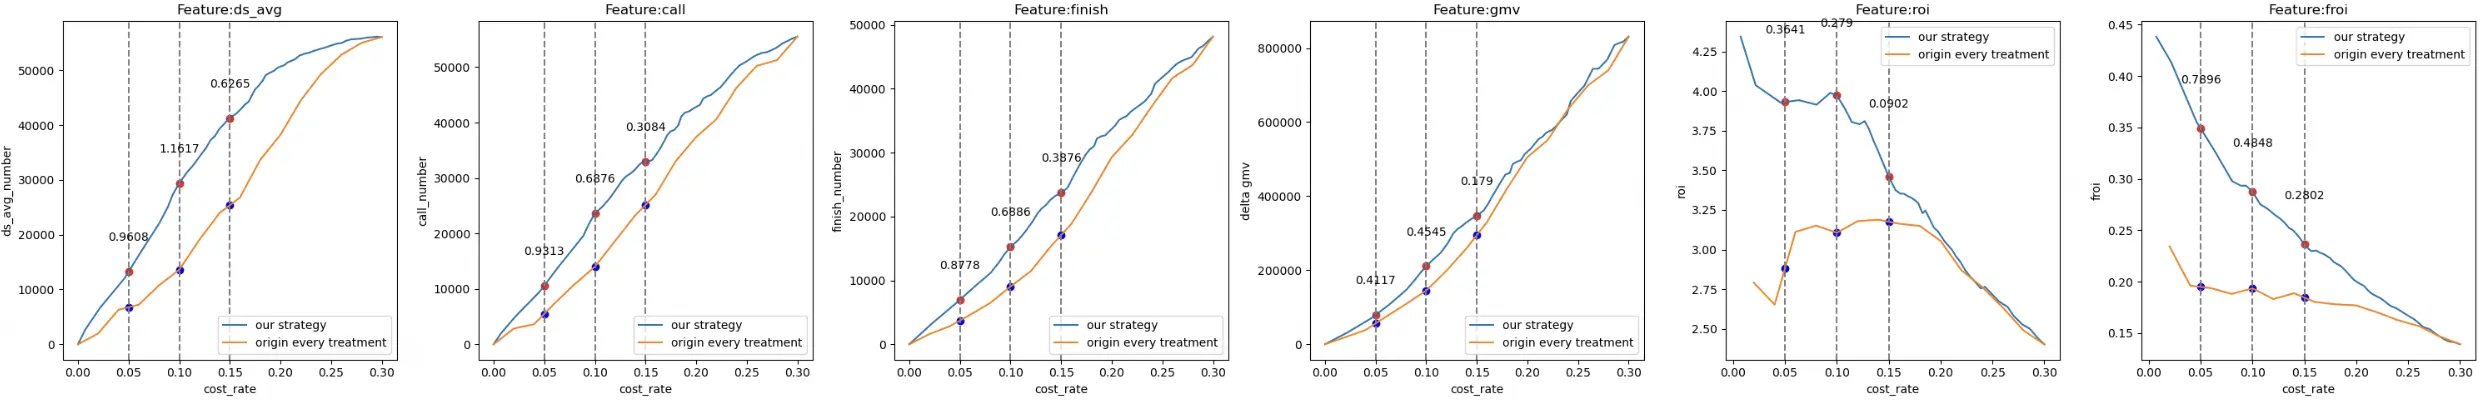 Feature:ds_avg
ds_avg_number
50000
40000
30000
20000
10000
0
0.9608
1.1617
0.6265
our strategy
origin every treatment
0.00 0.05 0.10 0.15 0.20 0.25 0.30
cost_rate
Feature:call
call_number
50000
40000
30000
20000
10000
0
0.9313
0.6876
0.3084
our strategy
origin every treatment
0.00 0.05 0.10 0.15 0.20 0.25 0.30
cost_rate
Feature:finish
finish_number
50000
40000
30000
20000
10000
0
0.8778
0.6886
0.3876
our strategy
origin every treatment
0.00 0.05 0.10 0.15 0.20 0.25 0.30
cost_rate
Feature:gmv
delta gmv
800000
600000
400000
200000
0
0.4117
0.4545
0.179
our strategy
origin every treatment
0.00 0.05 0.10 0.15 0.20 0.25 0.30
cost_rate
Feature:roi
roi
4.25
4.00
3.75
3.50
3.25
3.00
2.75
2.50
0.3641
0.279
0.0902
our strategy
origin every treatment
0.00 0.05 0.10 0.15 0.20 0.25 0.30
cost_rate
Feature:froi
froi
0.45
0.40
0.35
0.30
0.25
0.20
0.15
0.7896
0.4848
0.2802
our strategy
origin every treatment
0.00 0.05 0.10 0.15 0.20 0.25 0.30
cost_rate